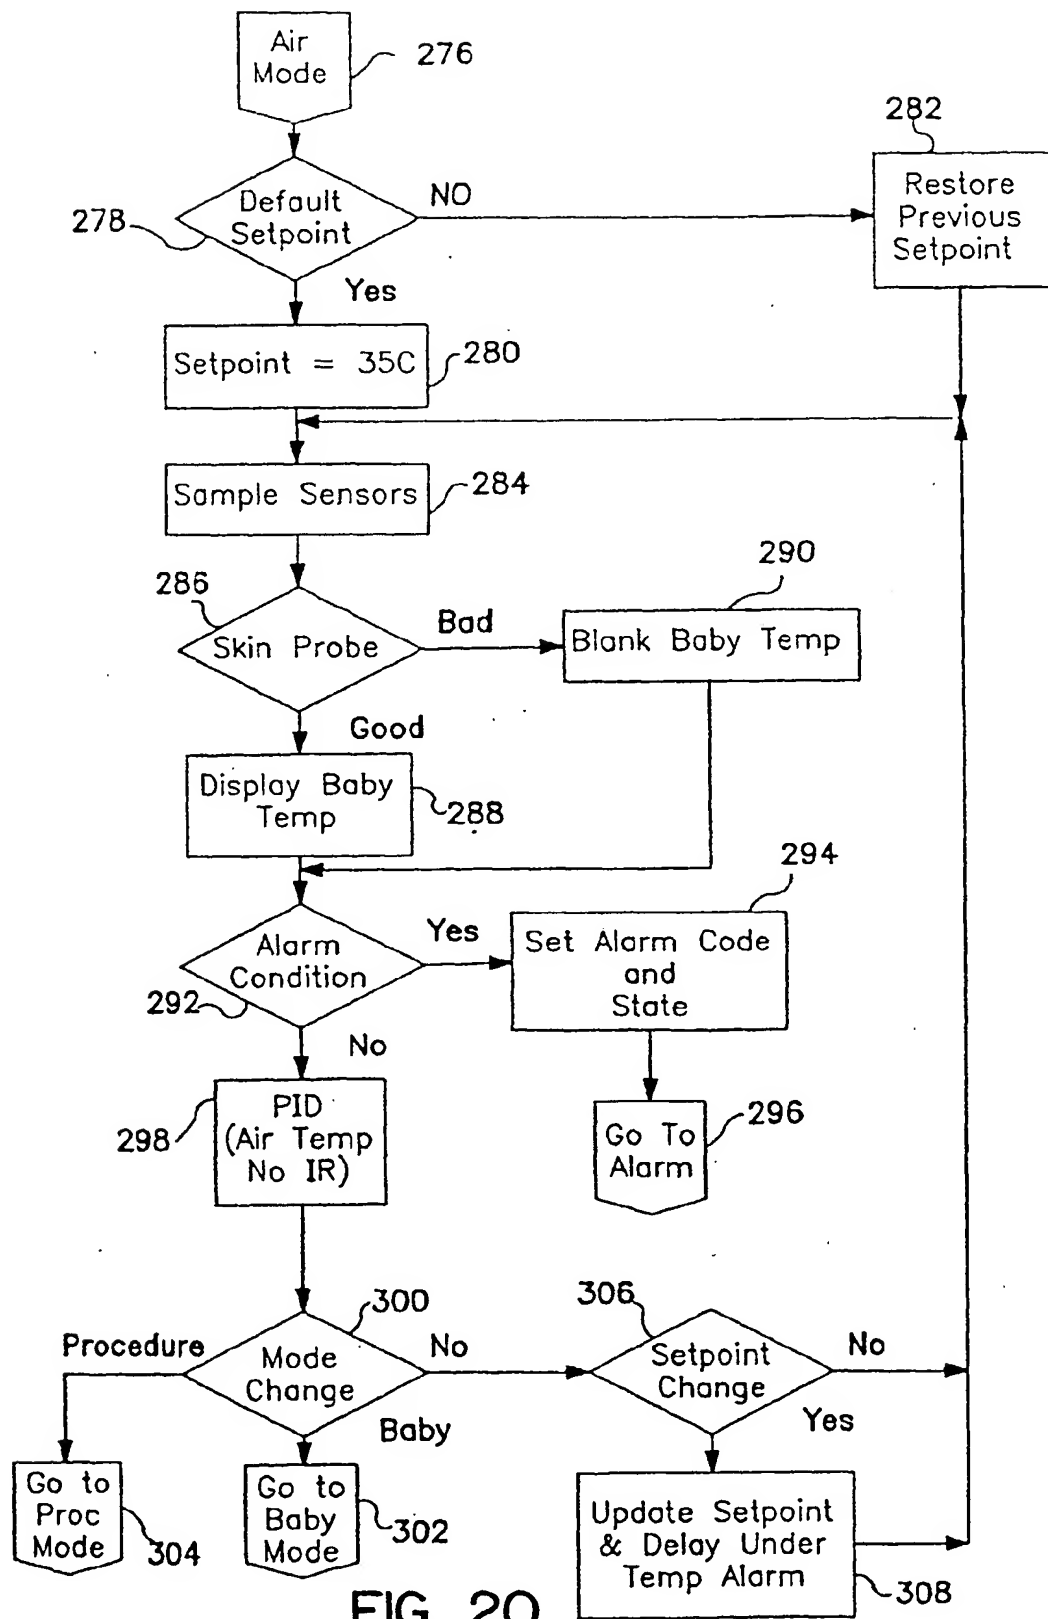 Air
Mode
276
282
Default
Setpoint
278
NO
Restore
Previous
Setpoint
Yes
Setpoint = 35C
280
Sample Sensors
284
286
Skin Probe
Bad
290
Blank Baby Temp
Good
Display Baby
Temp
288
294
Alarm
Condition
292
Yes
Set Alarm Code
and
State
No
298
PID
(Air Temp
No IR)
Go To
Alarm
296
300
306
Procedure
Mode
Change
No
Setpoint
Change
No
Baby
Yes
Go to
Proc
Mode
304
Go to
Baby
Mode
302
Update Setpoint
& Delay Under
Temp Alarm
308
FIG. 20